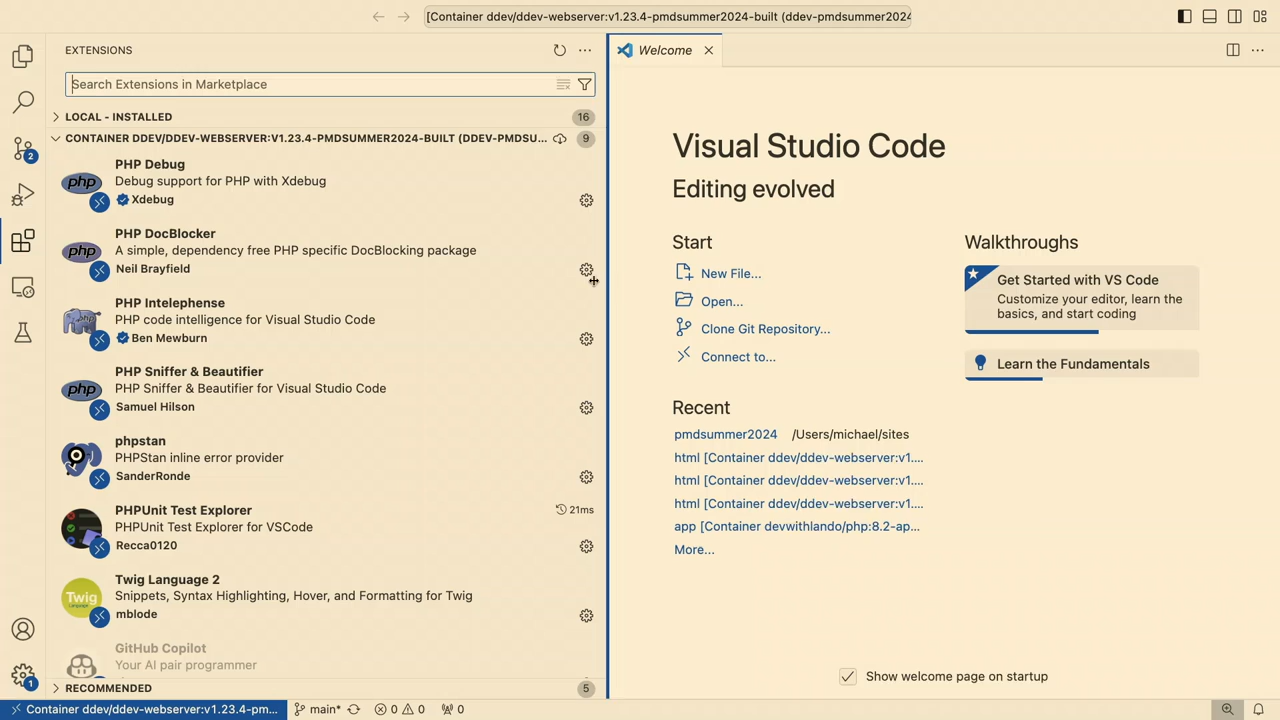 [Container ddev/ddev-webserver:v1.23.4-pmdsummer2024-built (ddev-pmdsummer2024
EXTENSIONS
Search Extensions in Marketplace
LOCAL - INSTALLED
16
CONTAINER DDEV/DDEV-WEBSERVER:V1.23.4-PMDSUMMER2024-BUILT (DDEV-PMDSU...
9
php
PHP Debug
Debug support for PHP with Xdebug
Xdebug
php
PHP DocBlocker
A simple, dependency free PHP specific DocBlocking package
Neil Brayfield
php
PHP Intelephense
PHP code intelligence for Visual Studio Code
Ben Mewburn
php
PHP Sniffer & Beautifier
PHP Sniffer & Beautifier for Visual Studio Code
Samuel Hilson
phpstan
PHPStan inline error provider
SanderRonde
PHPUnit Test Explorer
21ms
PHPUnit Test Explorer for VSCode
Recca0120
Twig
Twig Language 2
Snippets, Syntax Highlighting, Hover, and Formatting for Twig
mblode
GitHub Copilot
Your AI pair programmer
RECOMMENDED
5
2
1
Welcome
Visual Studio Code
Editing evolved
Start
New File...
Open...
Clone Git Repository...
Connect to...
Recent
pmdsummer2024 /Users/michael/sites
html [Container ddev/ddev-webserver:v1....
html [Container ddev/ddev-webserver:v1....
html [Container ddev/ddev-webserver:v1....
app [Container devwithlando/php:8.2-ap...
More...
Walkthroughs
Get Started with VS Code
Customize your editor, learn the
basics, and start coding
Learn the Fundamentals
Show welcome page on startup
Container ddev/ddev-webserver:v1.23.4-pm...
main*
0
0
0